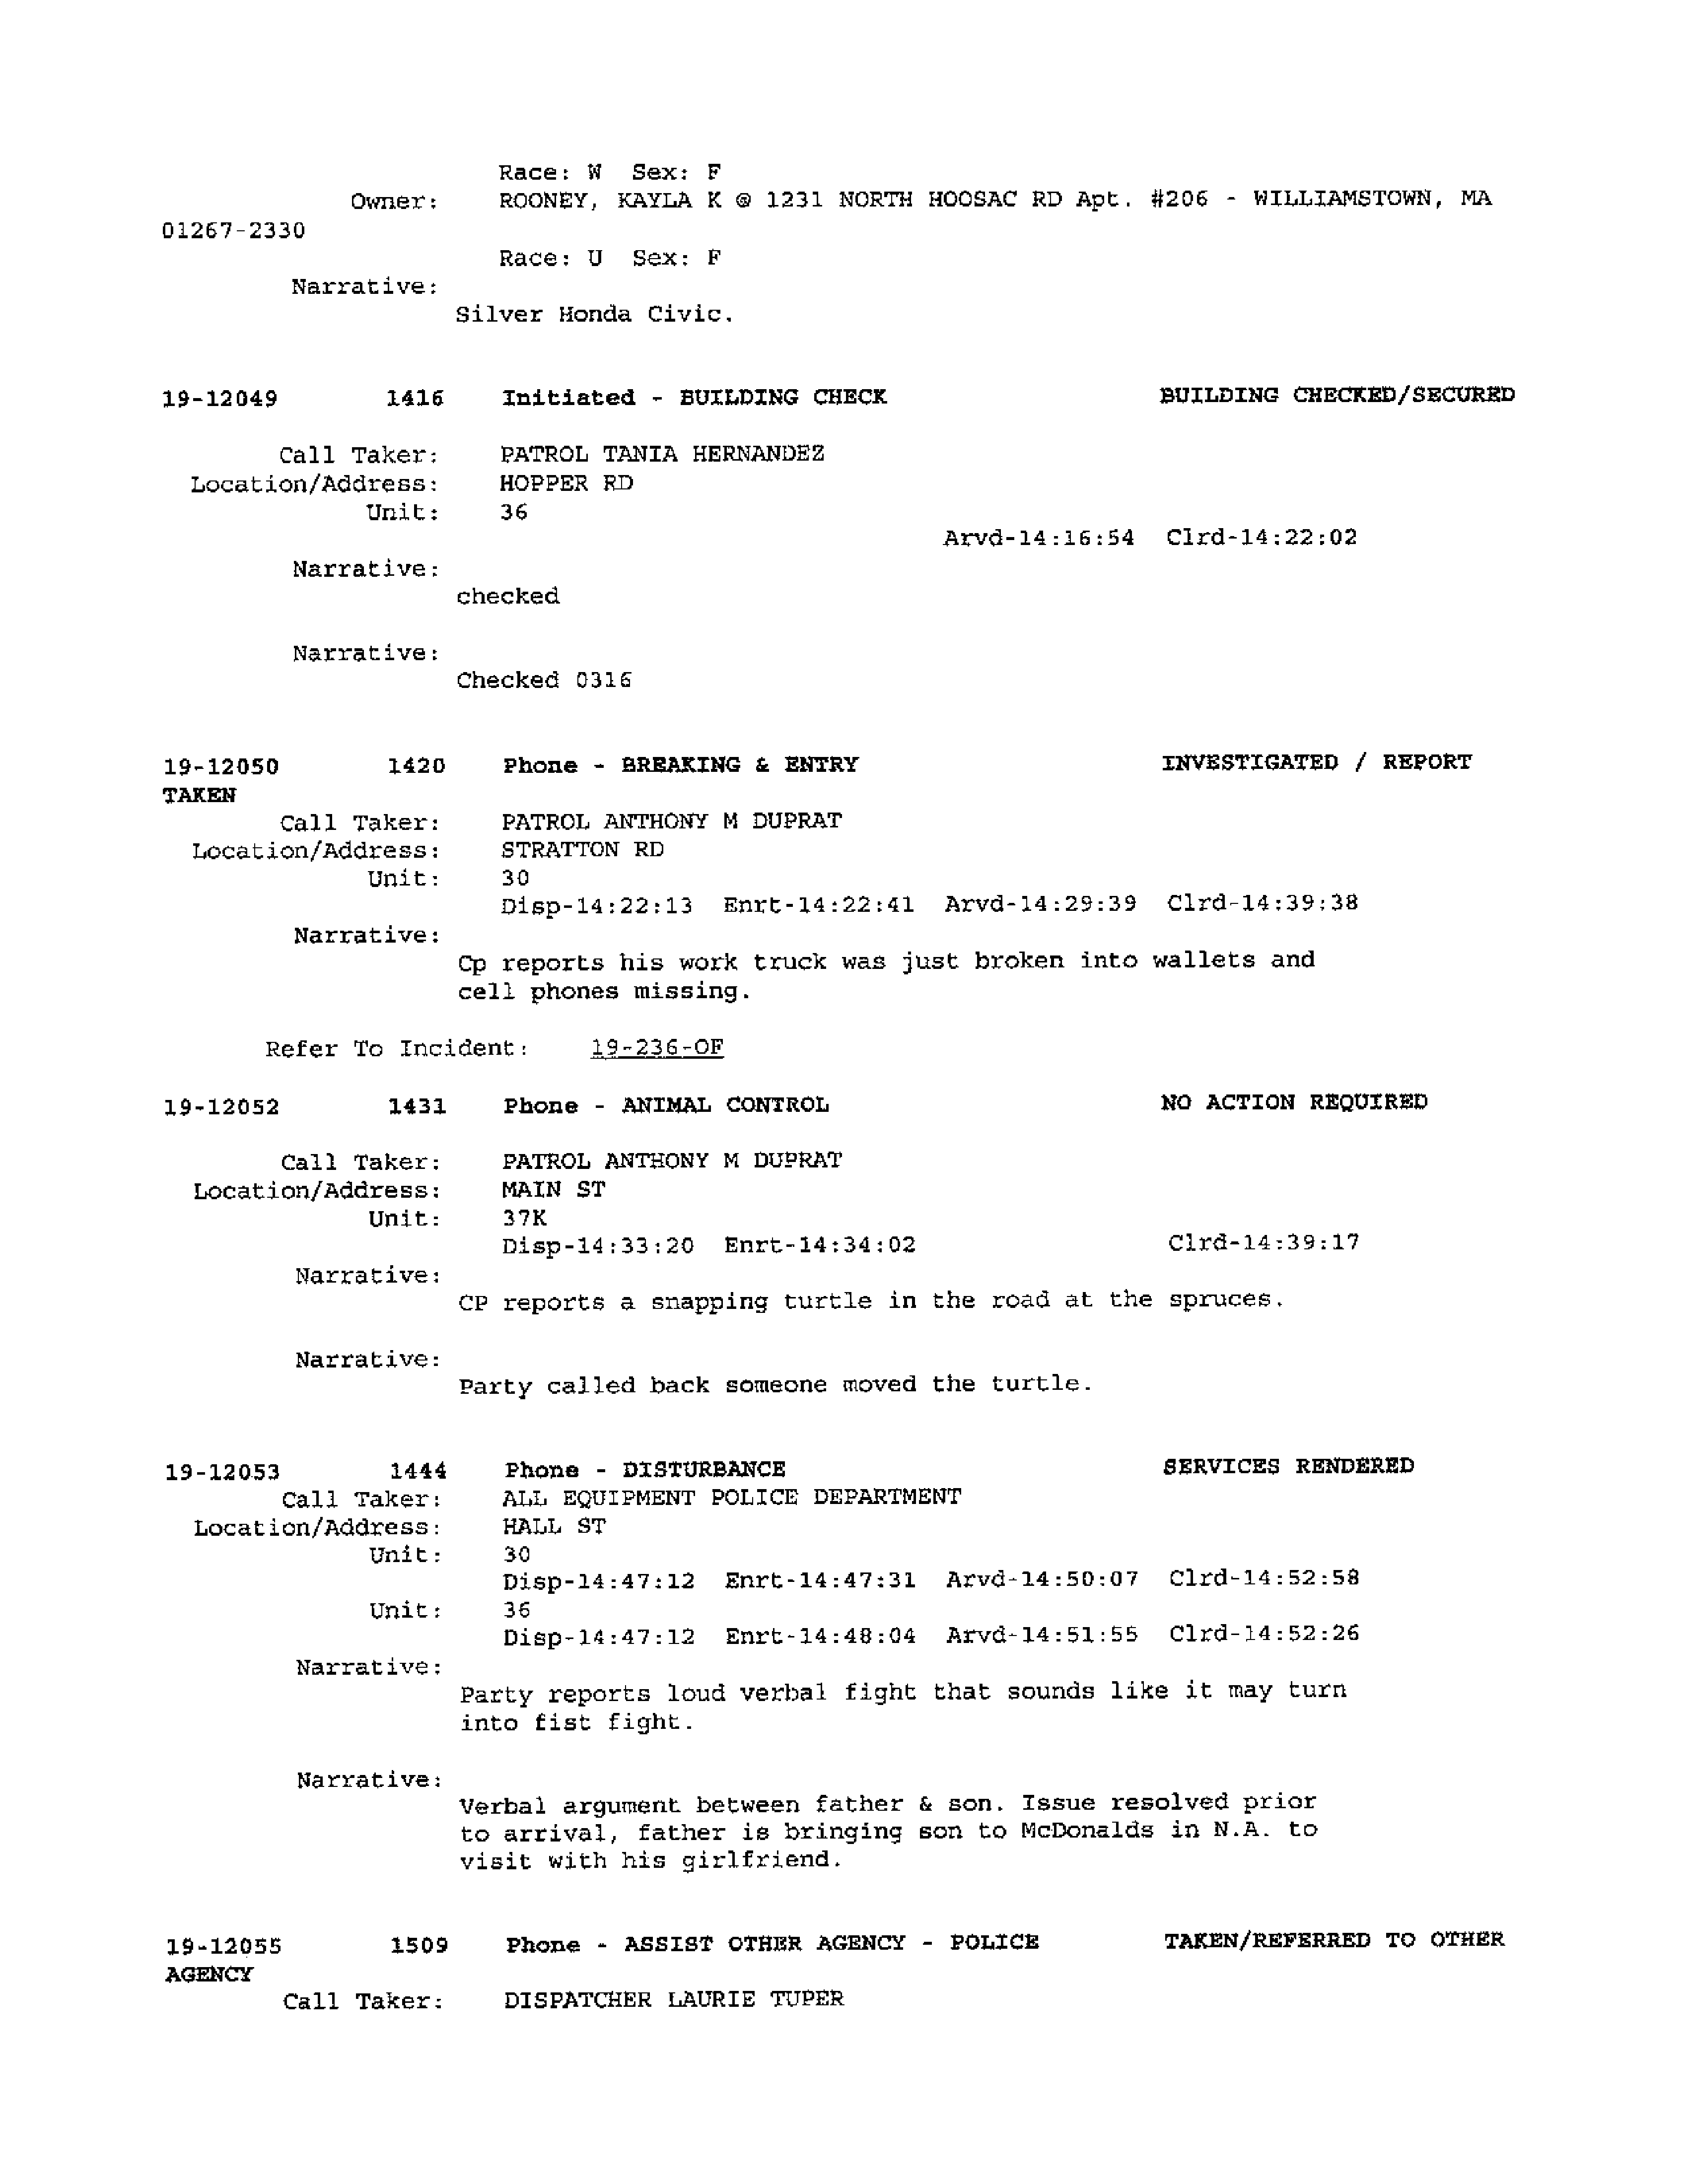 Race: W Sex: F
Owner: ROONEY, KAYLA K @ 1231 NORTH HOOSAC RD Apt. #206 - WILLIAMSTOWN, MA
01267-2330
Race: U Sex: F
Narrative:
Silver Honda Civic.
19-12049 1416 Initiated - BUILDING CHECK BUILDING CHECKED/SECURED
Call Taker: PATROL TANIA HERNANDEZ
Location/Address: HOPPER RD
Unit: 36
Arvd-14:16:54 Clrd-14:22:02
Narrative:
checked
Narrative:
Checked 0316
19-12050 1420 Phone - BREAKING & ENTRY INVESTIGATED / REPORT
TAKEN
Call Taker: PATROL ANTHONY M DUPRAT
Location/Address: STRATTON RD
Unit: 30
Disp-14:22:13 Enrt-14:22:41 Arvd-14:29:39 Clrd-14:39:38
Narrative:
Cp reports his work truck was just broken into wallets and
cell phones missing.
Refer To Incident: 19-236-OF
19-12052 1431 Phone - ANIMAL CONTROL NO ACTION REQUIRED
Call Taker: PATROL ANTHONY M DUPRAT
Location/Address: MAIN ST
Unit: 37K
Disp-14:33:20 Enrt-14:34:02 Clrd-14:39:17
Narrative:
CP reports a snapping turtle in the road at the spruces.
Narrative:
Party called back someone moved the turtle.
19-12053 1444 Phone - DISTURBANCE SERVICES RENDERED
Call Taker: ALL EQUIPMENT POLICE DEPARTMENT
Location/Address: HALL ST
Unit: 30
Disp-14:47:12 Enrt-14:47:31 Arvd-14:50:07 Clrd-14:52:58
Unit: 36
Disp-14:47:12 Enrt-14:48:04 Arvd-14:51:55 Clrd-14:52:26
Narrative:
Party reports loud verbal fight that sounds like it may turn
into fist fight.
Narrative:
Verbal argument between father & son. Issue resolved prior
to arrival, father is bringing son to McDonalds in N.A. to
visit with his girlfriend.
19-12055 1509 Phone - ASSIST OTHER AGENCY - POLICE TAKEN/REFERRED TO OTHER
AGENCY
Call Taker: DISPATCHER LAURIE TUPER